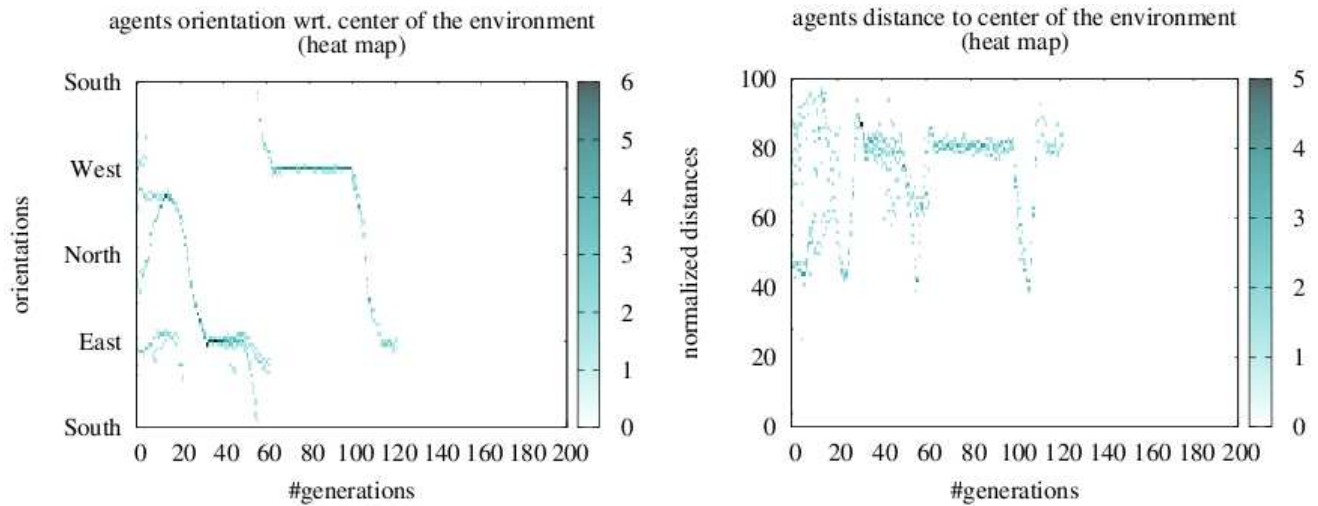 agents orientation wrt. center of the environment
(heat map)
South
West
North
East
South
orientations
0 20 40 60 80 100 120 140 160 180 200
#generations
6
5
4
3
2
1
0
agents distance to center of the environment
(heat map)
100
80
60
40
20
0
normalized distances
0 20 40 60 80 100 120 140 160 180 200
#generations
5
4
3
2
1
0